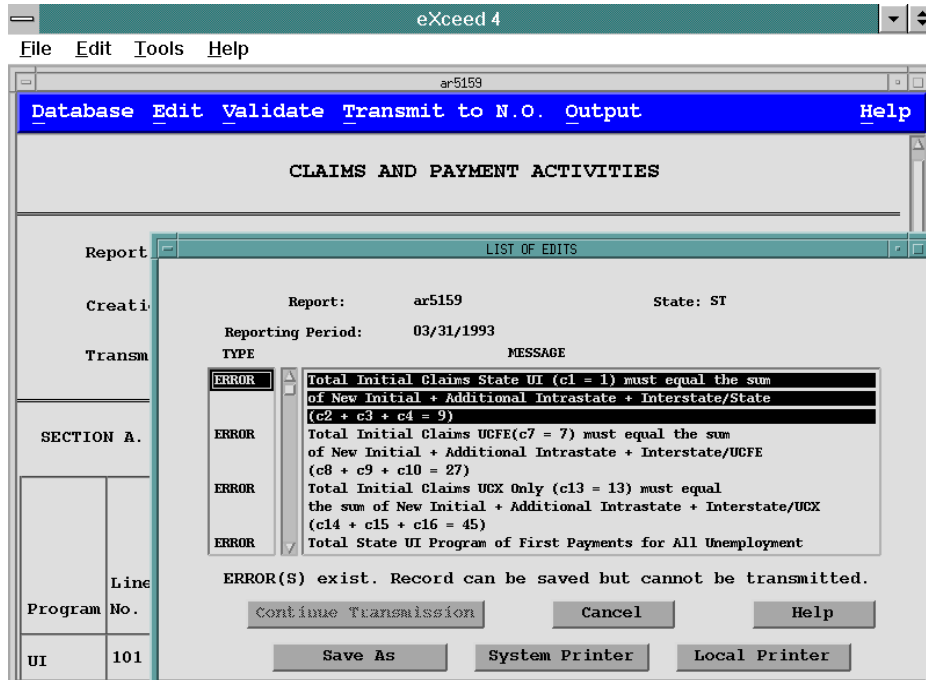 eXceed 4
File Edit Tools Help
ar5159
Database Edit Validate Transmit to N.O. Output Help
CLAIMS AND PAYMENT ACTIVITIES
Report
LIST OF EDITS
Report: ar5159 State: ST
Creati
Reporting Period: 03/31/1993
Transm
TYPE MESSAGE
ERROR Total Initial Claims State UI (c1 = 1) must equal the sum
of New Initial + Additional Intrastate + Interstate/State
(c2 + c3 + c4 = 9)
SECTION A.
ERROR Total Initial Claims UCFE(c7 = 7) must equal the sum
of New Initial + Additional Intrastate + Interstate/UCFE
(c8 + c9 + c10 = 27)
ERROR Total Initial Claims UCX Only (c13 = 13) must equal
the sum of New Initial + Additional Intrastate + Interstate/UCX
(c14 + c15 + c16 = 45)
ERROR Total State UI Program of First Payments for All Unemployment
ERROR(S) exist. Record can be saved but cannot be transmitted.
Line
Program No.
Continue Transmission Cancel Help
UI 101
Save As System Printer Local Printer